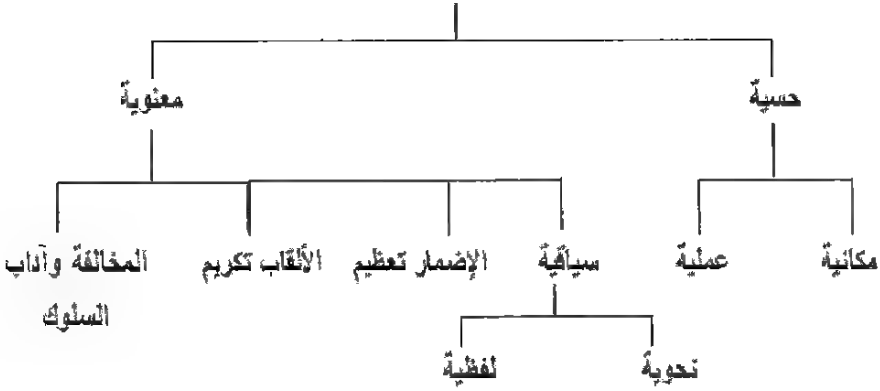 حسية
معنوية
مكانية
عملية
سياقية
الإضمار تعظيم
الألقاب تكريم
المخالفة وآداب
السلوك
نحوية
لفظية